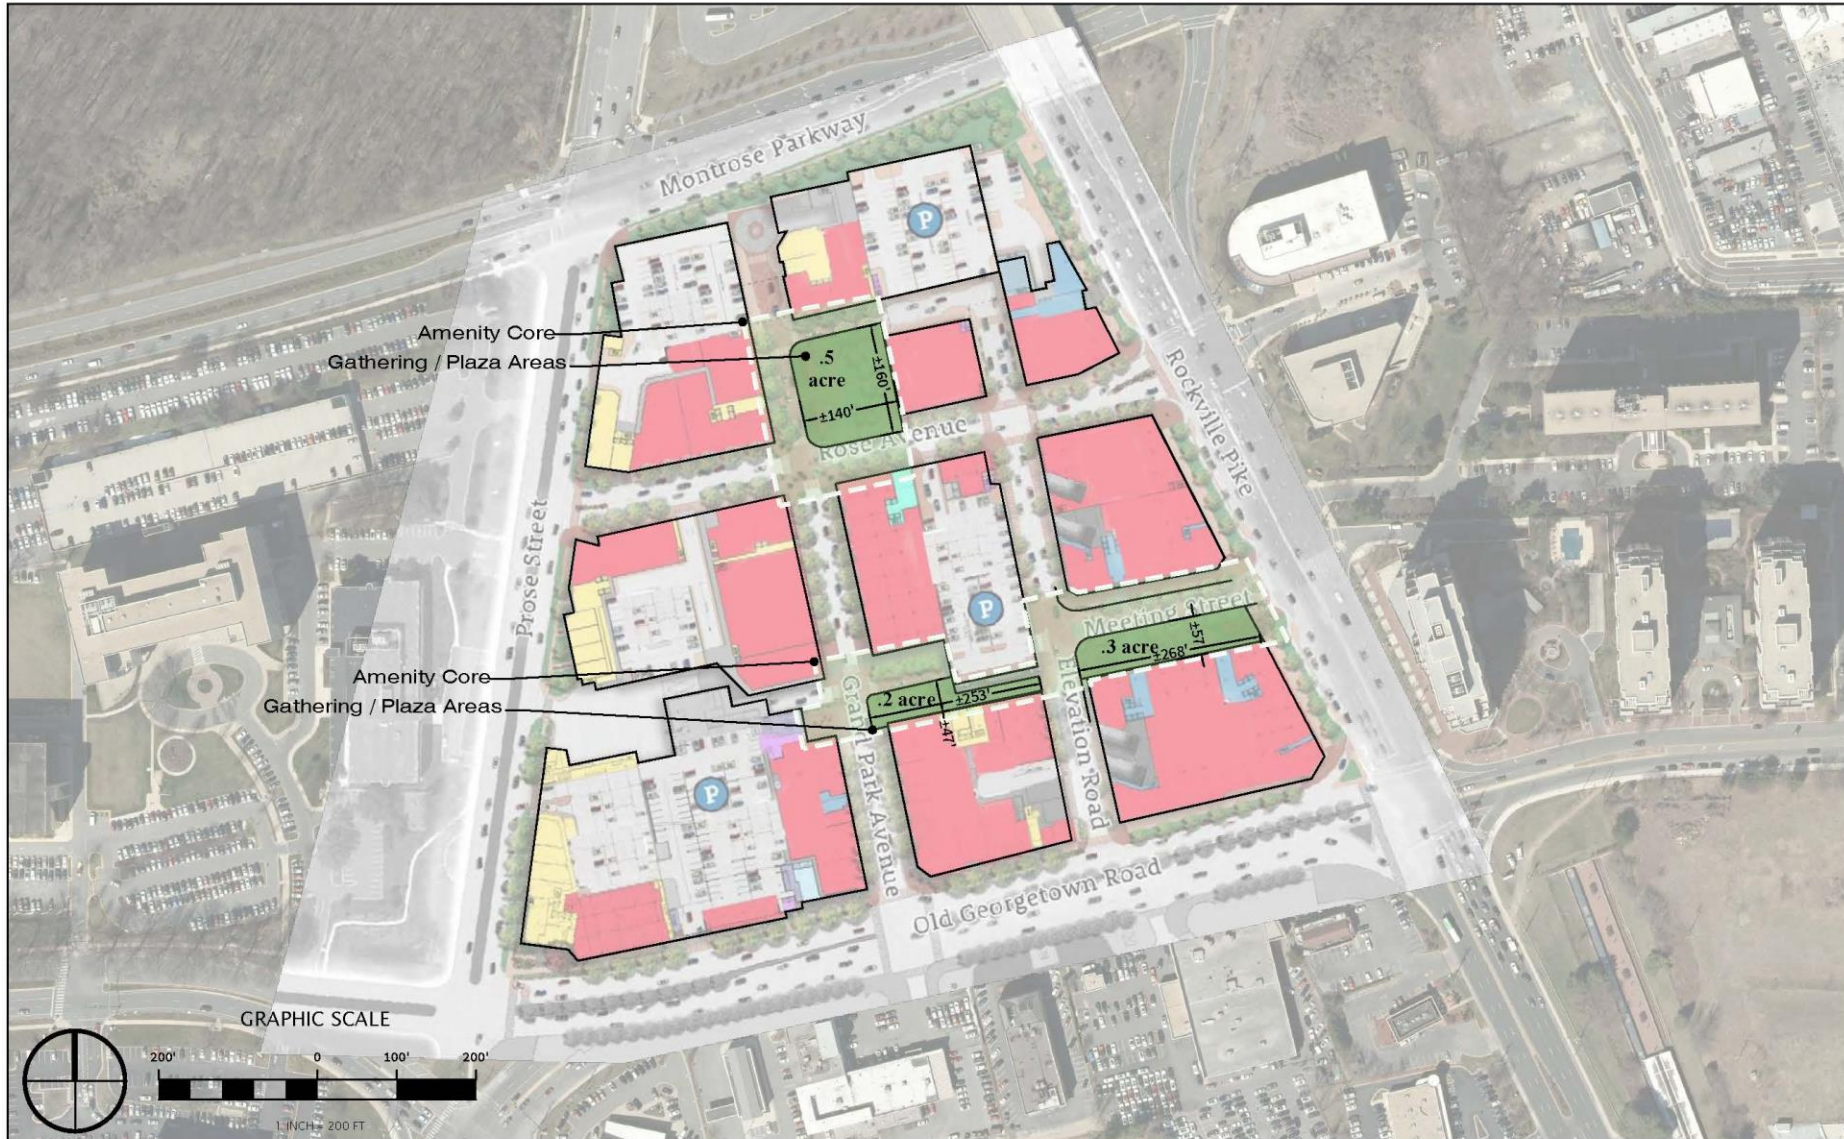 Montrose Parkway
P
Amenity Core
Gathering / Plaza Areas
.5
acre
±160'
±140'
Rose Avenue
Rockville Pike
Prose Street
P
Meeting Street
±57'
.3 acre
±268'
Amenity Core
Gathering / Plaza Areas
.2 acre
±253'
±47'
Grand Park Avenue
Elevation Road
P
Old Georgetown Road
GRAPHIC SCALE
200' 0 100' 200'
1 INCH = 200 FT